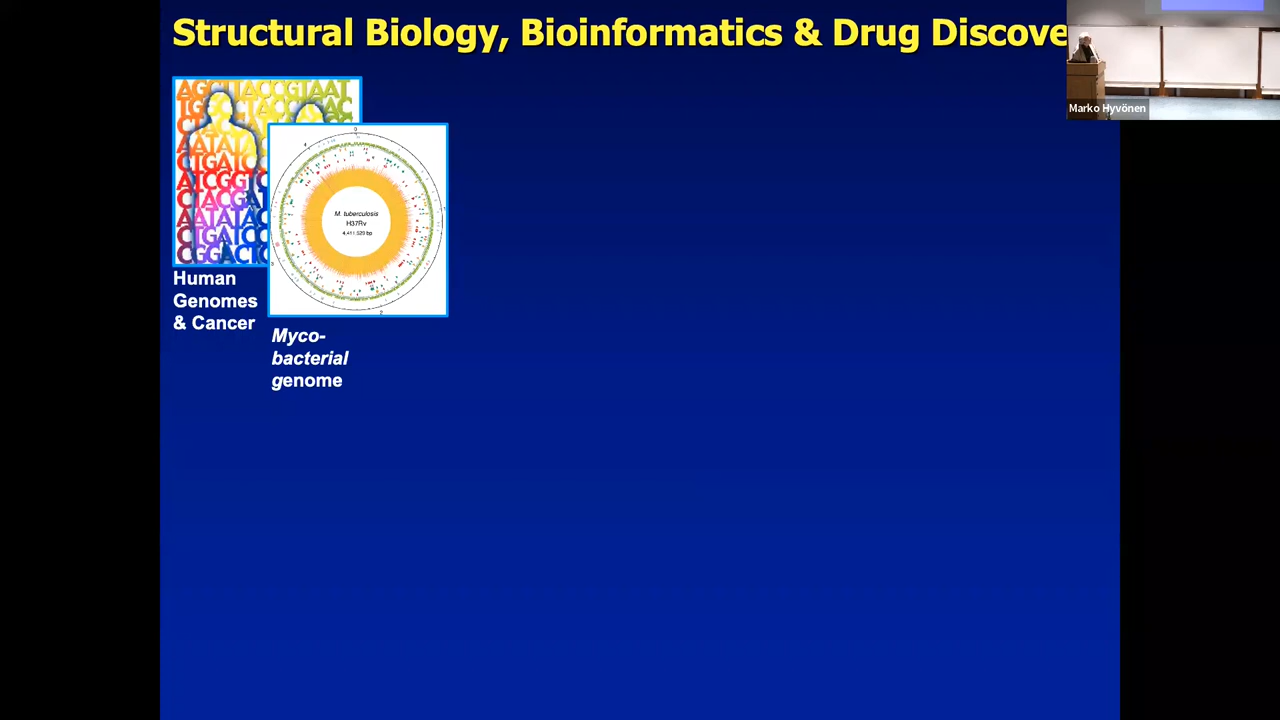 Structural Biology, Bioinformatics & Drug Discove
Marko Hyvönen
M. tuberculosis
H37Rv
Human
Genomes
& Cancer
Myco-
bacterial
genome